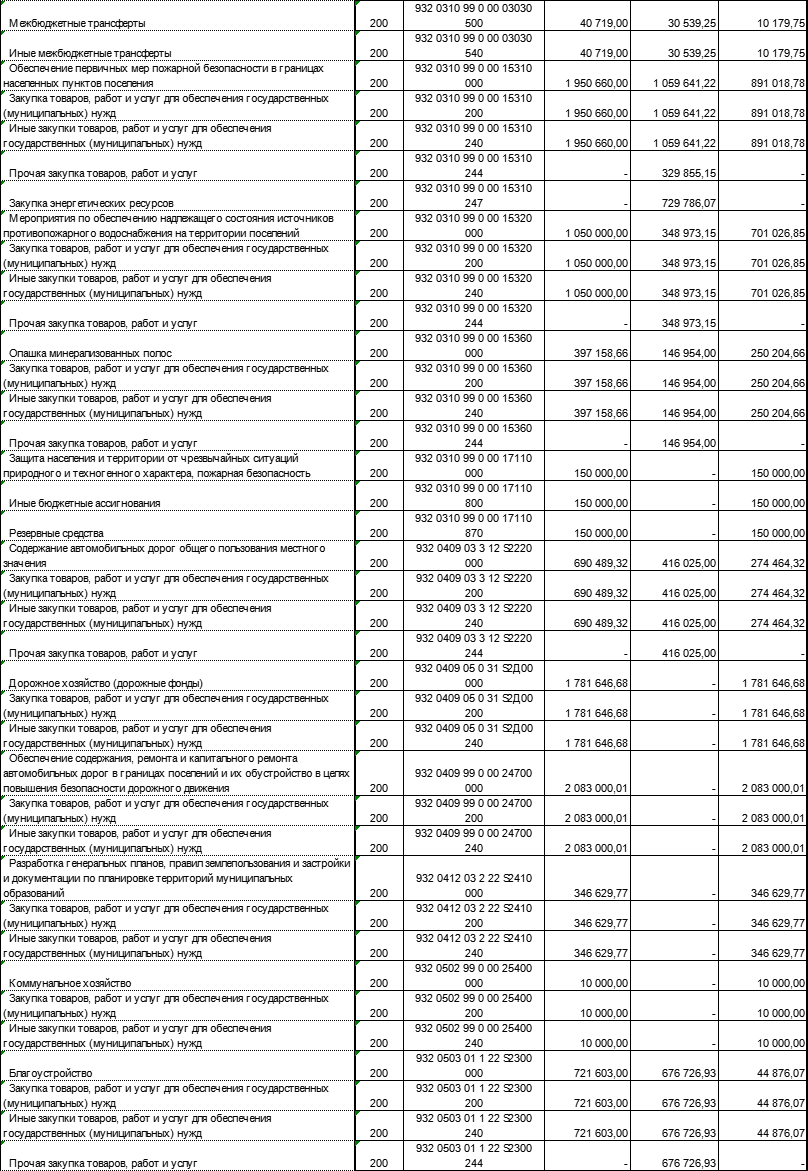 932 0310 99 0 00 03030
Межбюджетные трансферты 200 500 40 719,00 30 539,25 10 179,75
932 0310 99 0 00 03030
Иные межбюджетные трансферты 200 540 40 719,00 30 539,25 10 179,75
Обеспечение первичных мер пожарной безопасности в границах 932 0310 99 0 00 15310
населенных пунктов поселения 200 000 1 950 660,00 1 059 641,22 891 018,78
Закупка товаров, работ и услуг для обеспечения государственных 932 0310 99 0 00 15310
(муниципальных) нужд 200 200 1 950 660,00 1 059 641,22 891 018,78
Иные закупки товаров, работ и услуг для обеспечения 932 0310 99 0 00 15310
государственных (муниципальных) нужд 200 240 1 950 660,00 1 059 641,22 891 018,78
932 0310 99 0 00 15310
Прочая закупка товаров, работ и услуг 200 244 - 329 855,15 -
932 0310 99 0 00 15310
Закупка энергетических ресурсов 200 247 - 729 786,07 -
Мероприятия по обеспечению надлежащего состояния источников 932 0310 99 0 00 15320
противопожарного водоснабжения на территории поселений 200 000 1 050 000,00 348 973,15 701 026,85
Закупка товаров, работ и услуг для обеспечения государственных 932 0310 99 0 00 15320
(муниципальных) нужд 200 200 1 050 000,00 348 973,15 701 026,85
Иные закупки товаров, работ и услуг для обеспечения 932 0310 99 0 00 15320
государственных (муниципальных) нужд 200 240 1 050 000,00 348 973,15 701 026,85
932 0310 99 0 00 15320
Прочая закупка товаров, работ и услуг 200 244 - 348 973,15 -
932 0310 99 0 00 15360
Опашка минерализованных полос 200 000 397 158,66 146 954,00 250 204,66
Закупка товаров, работ и услуг для обеспечения государственных 932 0310 99 0 00 15360
(муниципальных) нужд 200 200 397 158,66 146 954,00 250 204,66
Иные закупки товаров, работ и услуг для обеспечения 932 0310 99 0 00 15360
государственных (муниципальных) нужд 200 240 397 158,66 146 954,00 250 204,66
932 0310 99 0 00 15360
Прочая закупка товаров, работ и услуг 200 244 - 146 954,00 -
Защита населения и территории от чрезвычайных ситуаций 932 0310 99 0 00 17110
природного и техногенного характера, пожарная безопасность 200 000 150 000,00 - 150 000,00
932 0310 99 0 00 17110
Иные бюджетные ассигнования 200 800 150 000,00 - 150 000,00
932 0310 99 0 00 17110
Резервные средства 200 870 150 000,00 - 150 000,00
Содержание автомобильных дорог общего пользования местного 932 0409 03 3 12 S2220
значения 200 000 690 489,32 416 025,00 274 464,32
Закупка товаров, работ и услуг для обеспечения государственных 932 0409 03 3 12 S2220
(муниципальных) нужд 200 200 690 489,32 416 025,00 274 464,32
Иные закупки товаров, работ и услуг для обеспечения 932 0409 03 3 12 S2220
государственных (муниципальных) нужд 200 240 690 489,32 416 025,00 274 464,32
932 0409 03 3 12 S2220
Прочая закупка товаров, работ и услуг 200 244 - 416 025,00 -
932 0409 05 0 31 S2Д00
Дорожное хозяйство (дорожные фонды) 200 000 1 781 646,68 - 1 781 646,68
Закупка товаров, работ и услуг для обеспечения государственных 932 0409 05 0 31 S2Д00
(муниципальных) нужд 200 200 1 781 646,68 - 1 781 646,68
Иные закупки товаров, работ и услуг для обеспечения 932 0409 05 0 31 S2Д00
государственных (муниципальных) нужд 200 240 1 781 646,68 - 1 781 646,68
Обеспечение содержания, ремонта и капитального ремонта
автомобильных дорог в границах поселений и их обустройство в целях 932 0409 99 0 00 24700
повышения безопасности дорожного движения 200 000 2 083 000,01 - 2 083 000,01
Закупка товаров, работ и услуг для обеспечения государственных 932 0409 99 0 00 24700
(муниципальных) нужд 200 200 2 083 000,01 - 2 083 000,01
Иные закупки товаров, работ и услуг для обеспечения 932 0409 99 0 00 24700
государственных (муниципальных) нужд 200 240 2 083 000,01 - 2 083 000,01
Разработка генеральных планов, правил землепользования и застройки
и документации по планировке территорий муниципальных 932 0412 03 2 22 S2410
образований 200 000 346 629,77 - 346 629,77
Закупка товаров, работ и услуг для обеспечения государственных 932 0412 03 2 22 S2410
(муниципальных) нужд 200 200 346 629,77 - 346 629,77
Иные закупки товаров, работ и услуг для обеспечения 932 0412 03 2 22 S2410
государственных (муниципальных) нужд 200 240 346 629,77 - 346 629,77
932 0502 99 0 00 25400
Коммунальное хозяйство 200 000 10 000,00 - 10 000,00
Закупка товаров, работ и услуг для обеспечения государственных 932 0502 99 0 00 25400
(муниципальных) нужд 200 200 10 000,00 - 10 000,00
Иные закупки товаров, работ и услуг для обеспечения 932 0502 99 0 00 25400
государственных (муниципальных) нужд 200 240 10 000,00 - 10 000,00
932 0503 01 1 22 S2300
Благоустройство 200 000 721 603,00 676 726,93 44 876,07
Закупка товаров, работ и услуг для обеспечения государственных 932 0503 01 1 22 S2300
(муниципальных) нужд 200 200 721 603,00 676 726,93 44 876,07
Иные закупки товаров, работ и услуг для обеспечения 932 0503 01 1 22 S2300
государственных (муниципальных) нужд 200 240 721 603,00 676 726,93 44 876,07
932 0503 01 1 22 S2300
Прочая закупка товаров, работ и услуг 200 244 - 676 726,93 -